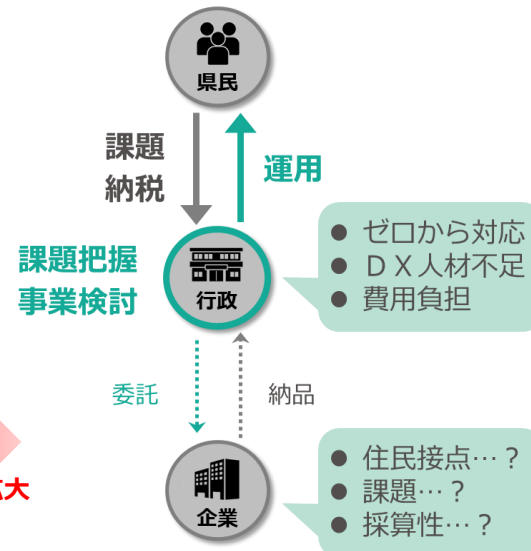 県民
課題
納税
運用
課題把握
事業検討
行政
● ゼロから対応
● ＤＸ人材不足
● 費用負担
委託
納品
大
企業
● 住民接点…？
● 課題…？
● 採算性…？